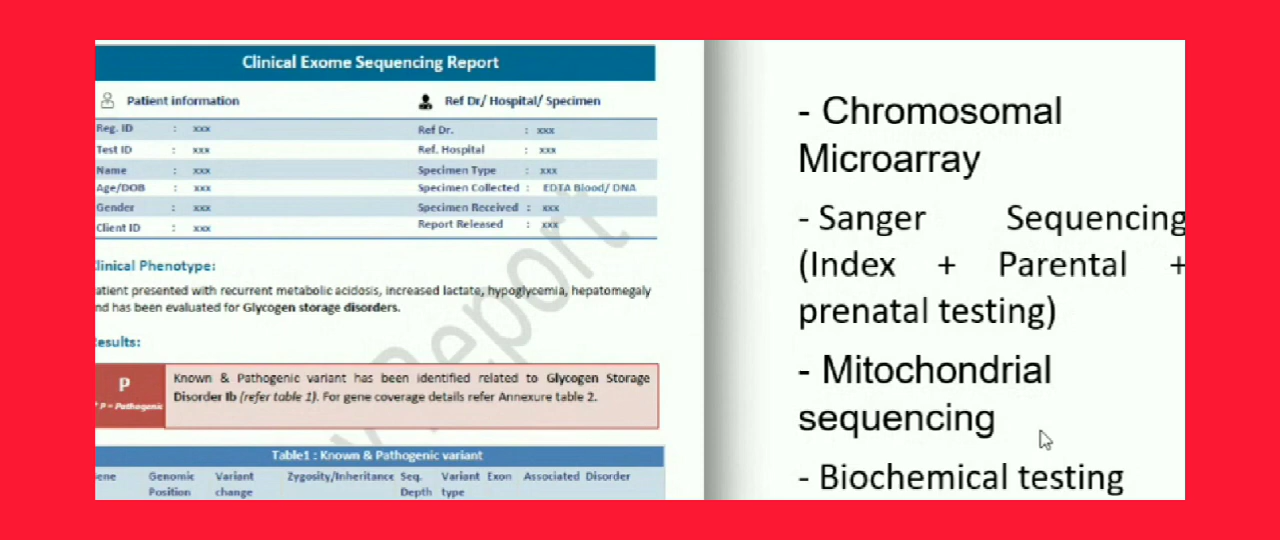 Clinical Exome Sequencing Report
Patient information
Ref Dr/ Hospital/ Specimen
Reg. ID : xxx
Ref Dr. : xxx
Test ID : xxx
Ref. Hospital : xxx
Name : xxx
Specimen Type : xxx
Age/DOB : xxx
Specimen Collected : EDTA Blood/ DNA
Gender : xxx
Specimen Received : xxx
Client ID : xxx
Report Released : xxx
linical Phenotype:
atient presented with recurrent metabolic acidosis, increased lactate, hypoglycemia, hepatomegaly
nd has been evaluated for Glycogen storage disorders.
esults:
P
* P = Pathogenic
Known & Pathogenic variant has been identified related to Glycogen Storage
Disorder Ib (refer table 1). For gene coverage details refer Annexure table 2.
Table1 : Known & Pathogenic variant
ene Genomic Variant Zygosity/Inheritance Seq. Variant Exon Associated Disorder
Position change Depth type
y Report
- Chromosomal
Microarray
- Sanger Sequencing
(Index + Parental +
prenatal testing)
- Mitochondrial
sequencing
- Biochemical testing